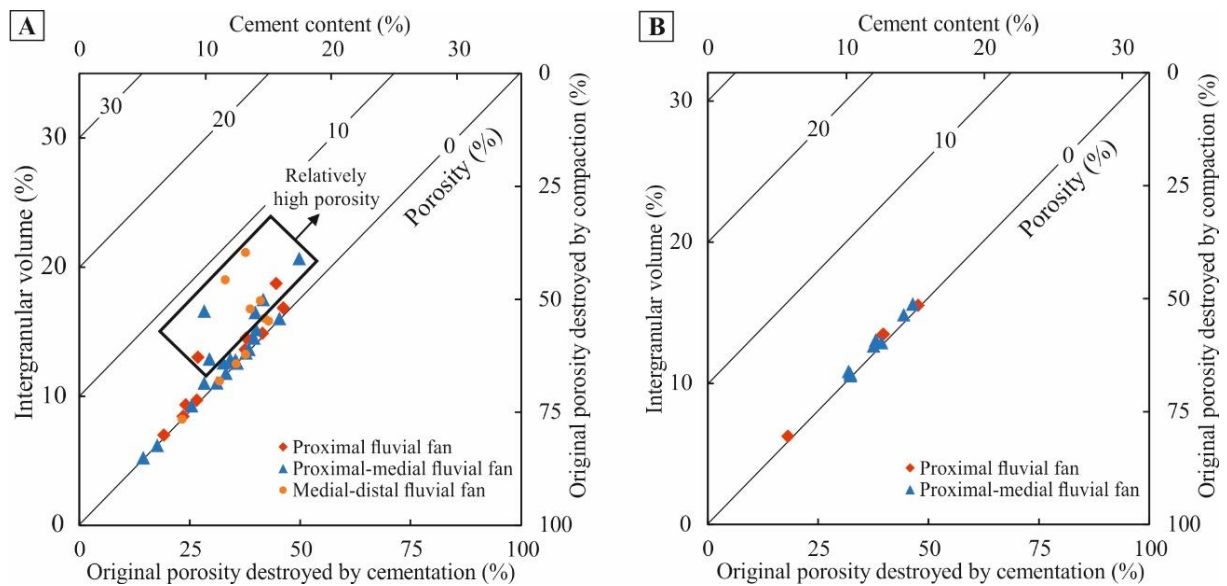 A
Cement content (%)
0 10 20 30
30
20
10
0
Porosity (%)
Relatively
high porosity
Intergranular volume (%)
30
20
10
0
0
25
50
75
100
Original porosity destroyed by compaction (%)
Proximal fluvial fan
Proximal-medial fluvial fan
Medial-distal fluvial fan
0 25 50 75 100
Original porosity destroyed by cementation (%)
B
Cement content (%)
0 10 20 30
20
10
0
Porosity (%)
Intergranular volume (%)
30
20
10
0
0
25
50
75
100
Original porosity destroyed by compaction (%)
Proximal fluvial fan
Proximal-medial fluvial fan
0 25 50 75 100
Original porosity destroyed by cementation (%)